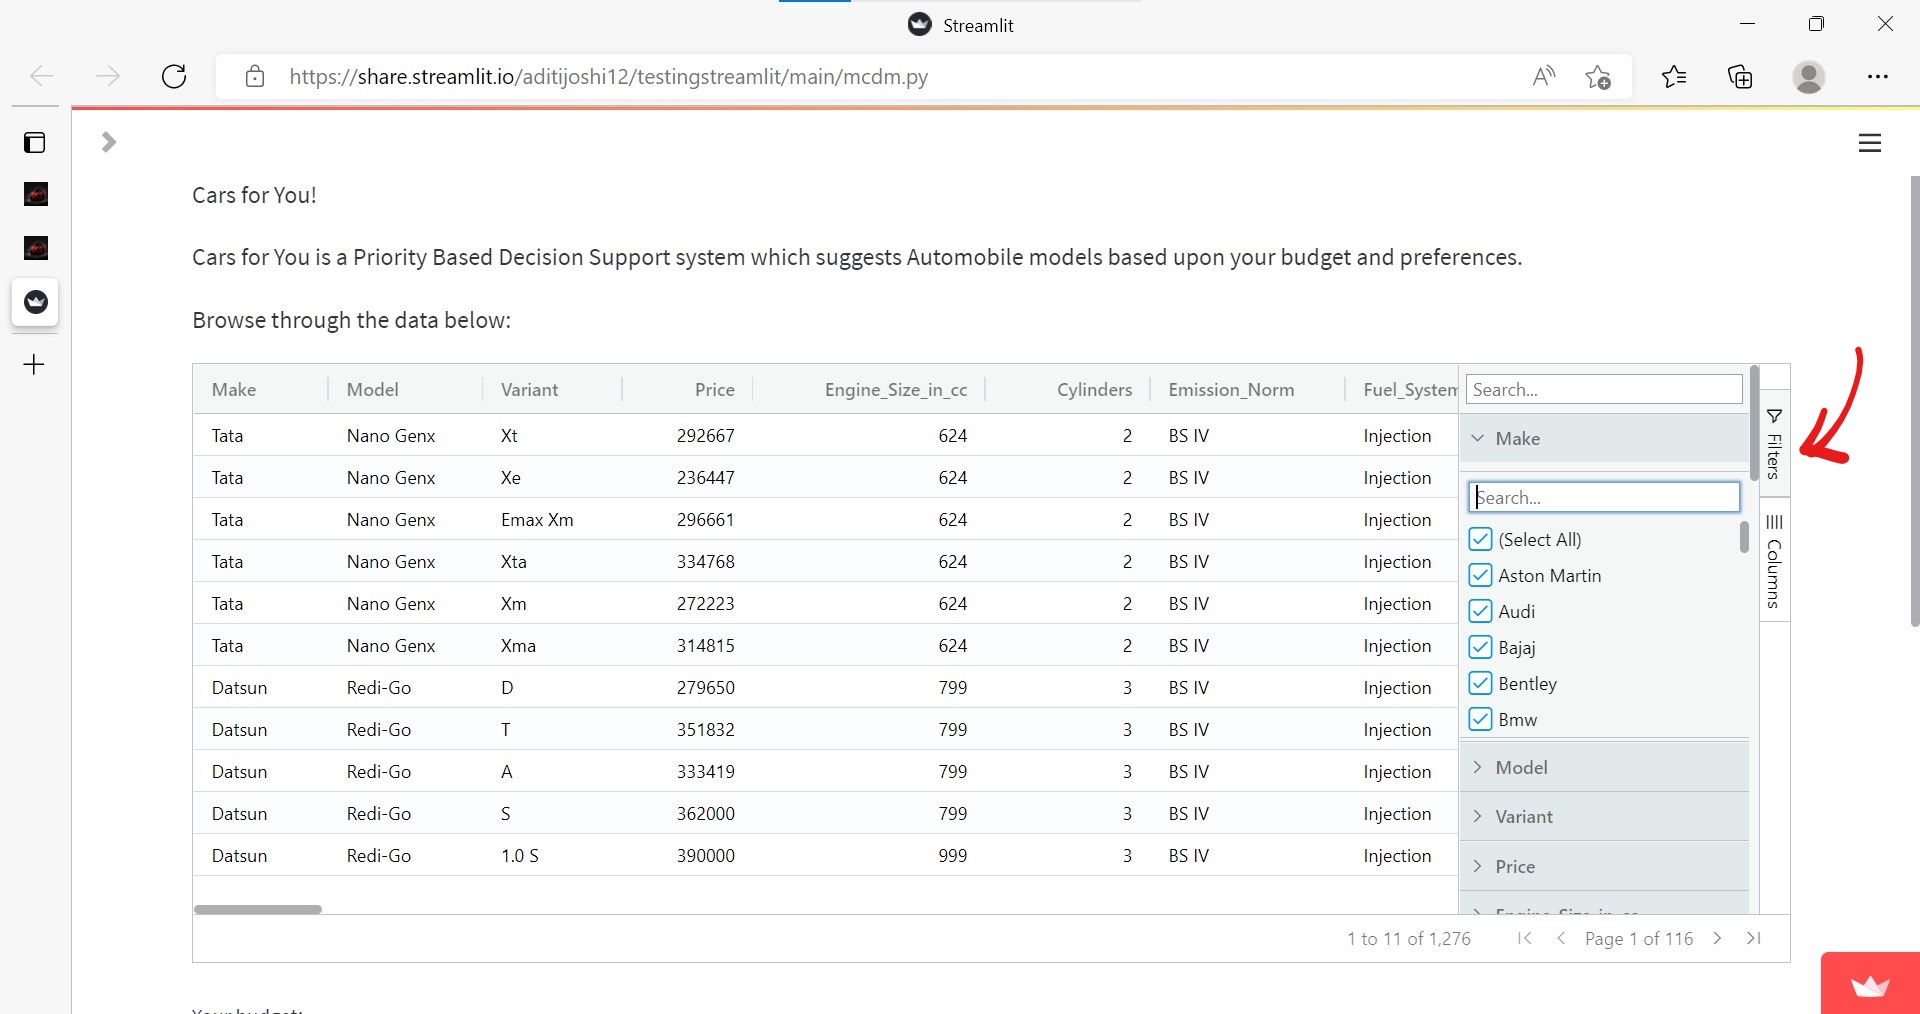 Streamlit
https://share.streamlit.io/aditijoshi12/testingstreamlit/main/mcdm.py
Cars for You!
Cars for You is a Priority Based Decision Support system which suggests Automobile models based upon your budget and preferences.
Browse through the data below:
Make Model Variant Price Engine_Size_in_cc Cylinders Emission_Norm Fuel_System
Tata Nano Genx Xt 292667 624 2 BS IV Injection
Tata Nano Genx Xe 236447 624 2 BS IV Injection
Tata Nano Genx Emax Xm 296661 624 2 BS IV Injection
Tata Nano Genx Xta 334768 624 2 BS IV Injection
Tata Nano Genx Xm 272223 624 2 BS IV Injection
Tata Nano Genx Xma 314815 624 2 BS IV Injection
Datsun Redi-Go D 279650 799 3 BS IV Injection
Datsun Redi-Go T 351832 799 3 BS IV Injection
Datsun Redi-Go A 333419 799 3 BS IV Injection
Datsun Redi-Go S 362000 799 3 BS IV Injection
Datsun Redi-Go 1.0 S 390000 999 3 BS IV Injection
Search...
Make
Search...
(Select All)
Aston Martin
Audi
Bajaj
Bentley
Bmw
Model
Variant
Price
Engine_Size_in_cc
Filters
Columns
1 to 11 of 1,276 Page 1 of 116
Your budget: